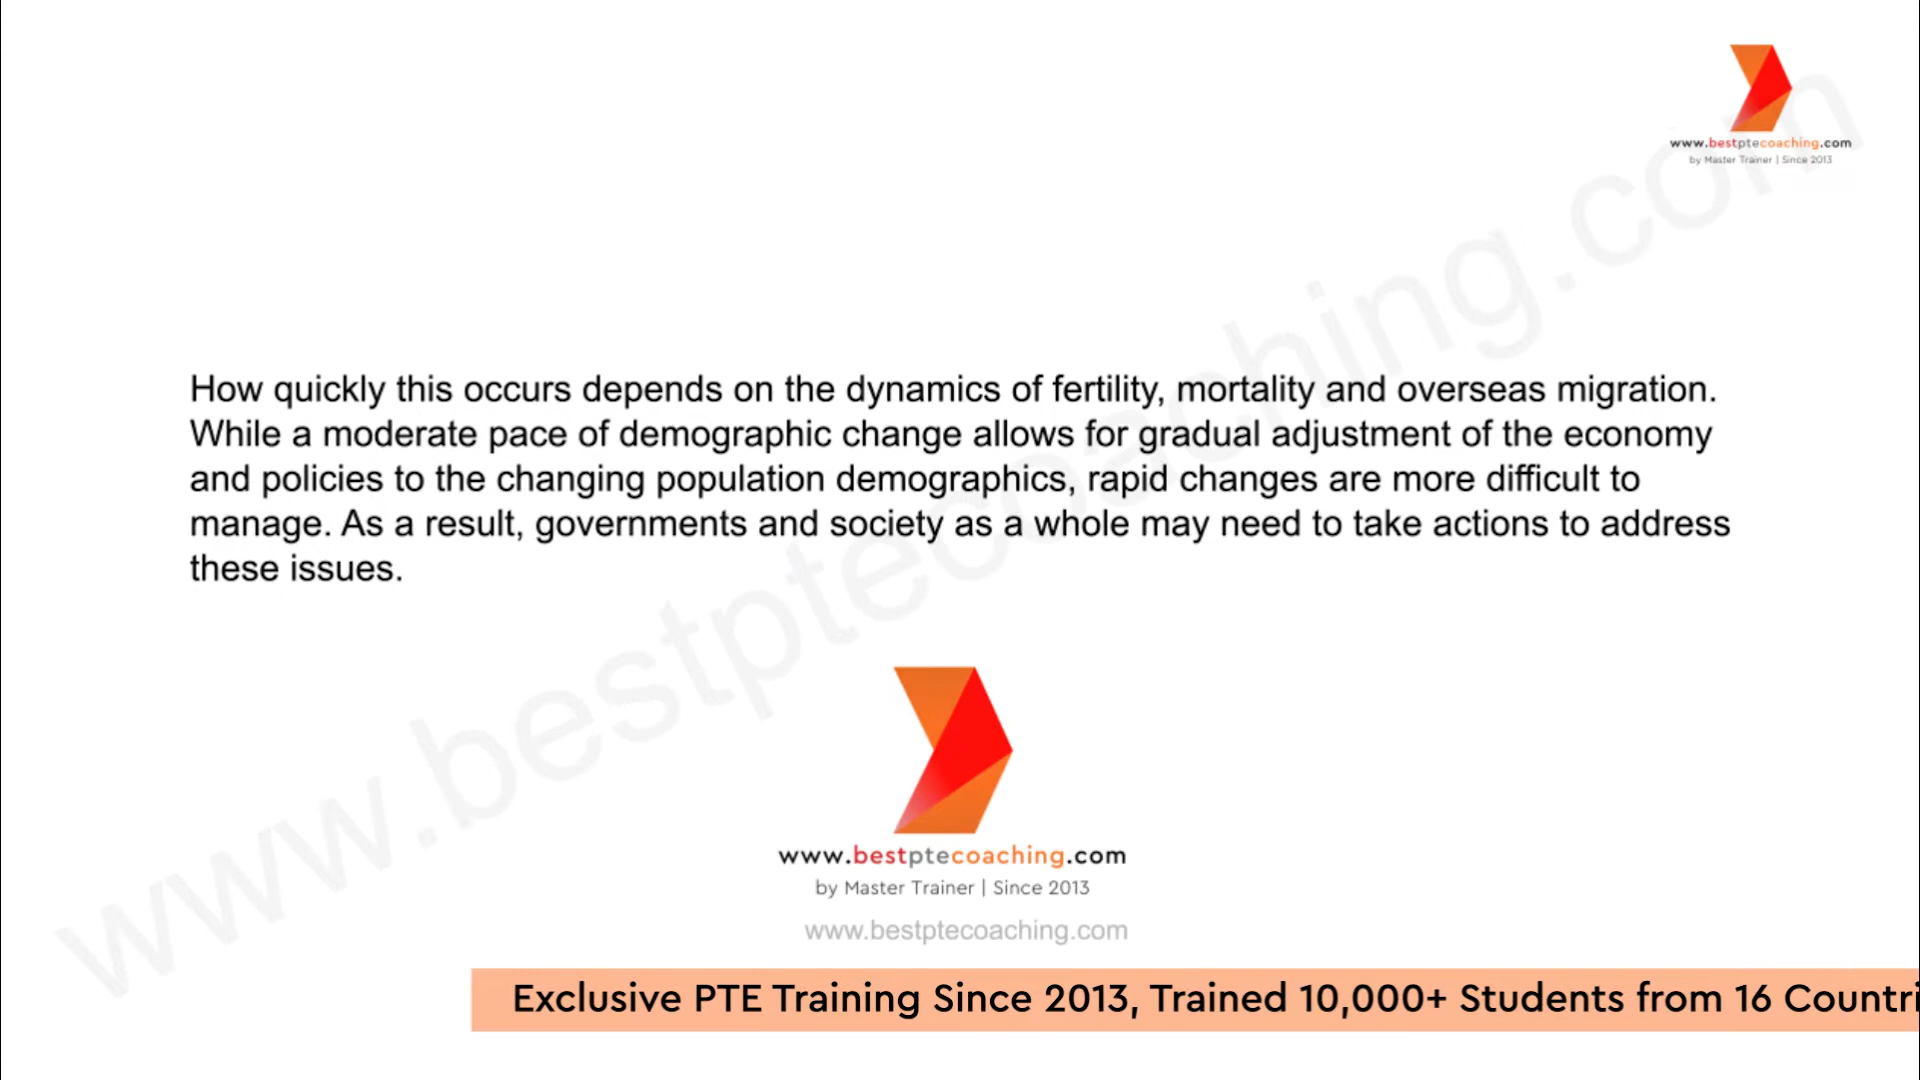 www.bestptecoaching.com
by Master Trainer | Since 2013
How quickly this occurs depends on the dynamics of fertility, mortality and overseas migration.
While a moderate pace of demographic change allows for gradual adjustment of the economy
and policies to the changing population demographics, rapid changes are more difficult to
manage. As a result, governments and society as a whole may need to take actions to address
these issues.
www.bestptecoaching.com
www.bestptecoaching.com
by Master Trainer | Since 2013
www.bestptecoaching.com
Exclusive PTE Training Since 2013, Trained 10,000+ Students from 16 Countri